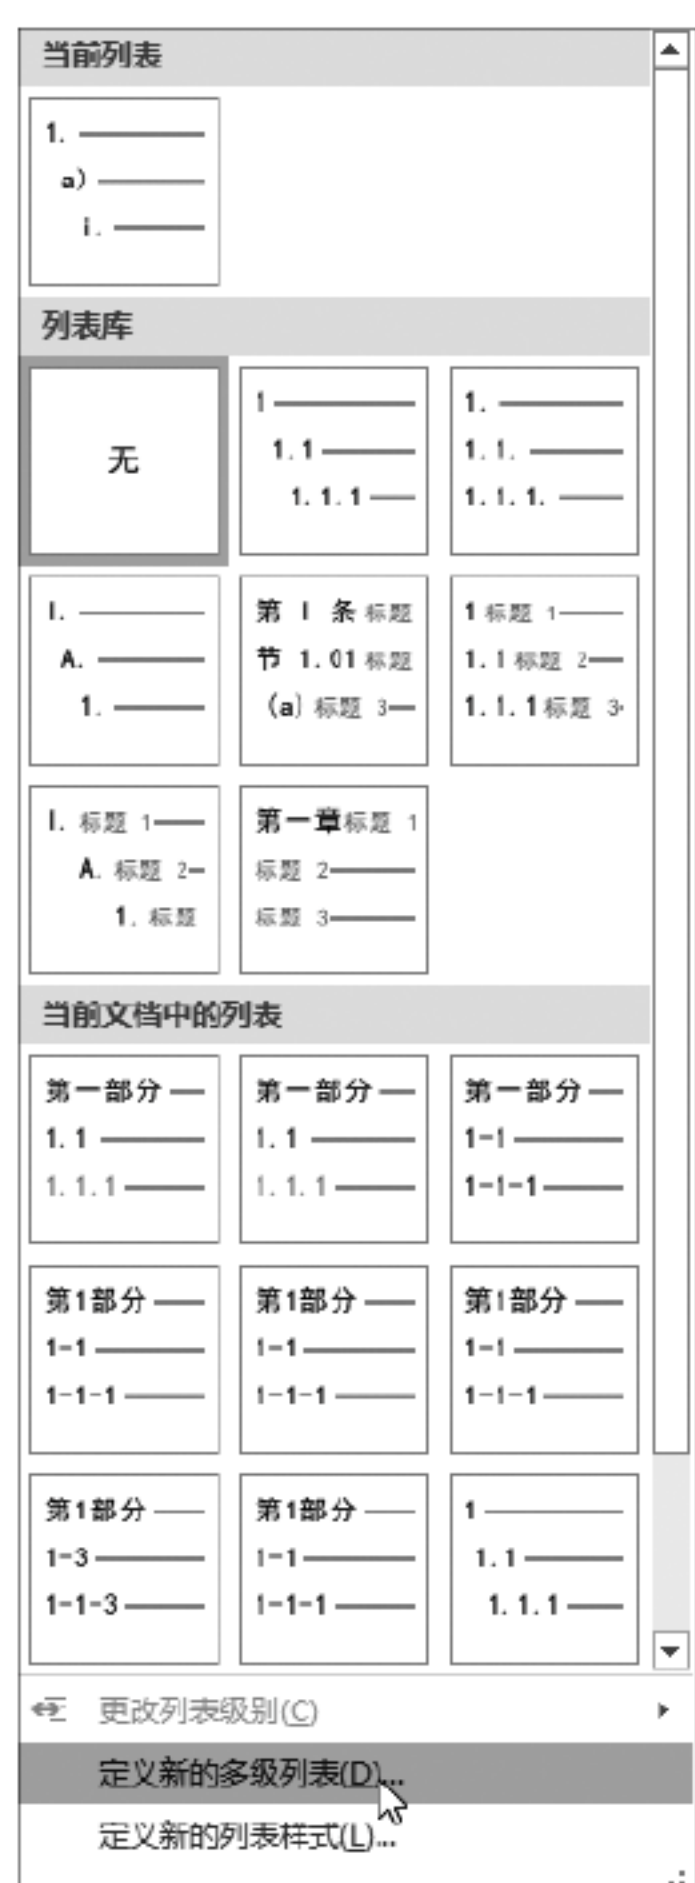 当前列表
1.
a)
i.
列表库
无
1
1.1
1.1.1
1.
1.1.
1.1.1.
I.
A.
1.
第 I 条 标题
节 1.01 标题
(a) 标题 3
1 标题 1
1.1 标题 2
1.1.1 标题 3
I. 标题 1
A. 标题 2
1. 标题
第一章标题 1
标题 2
标题 3
当前文档中的列表
第一部分
1.1
1.1.1
第一部分
1.1
1.1.1
第一部分
1-1
1-1-1
第1部分
1-1
1-1-1
第1部分
1-1
1-1-1
第1部分
1-1
1-1-1
第1部分
1-3
1-1-3
第1部分
1-1
1-1-1
1
1.1
1.1.1
更改列表级别(C)
定义新的多级列表(D)...
定义新的列表样式(L)...